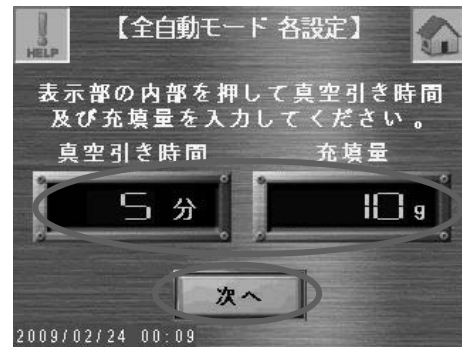 HELP
【全自動モード 各設定】
表示部の内部を押して真空引き時間
及び充填量を入力してください。
真空引き時間 充填量
5分 10g
次へ
2009/02/24 00:09